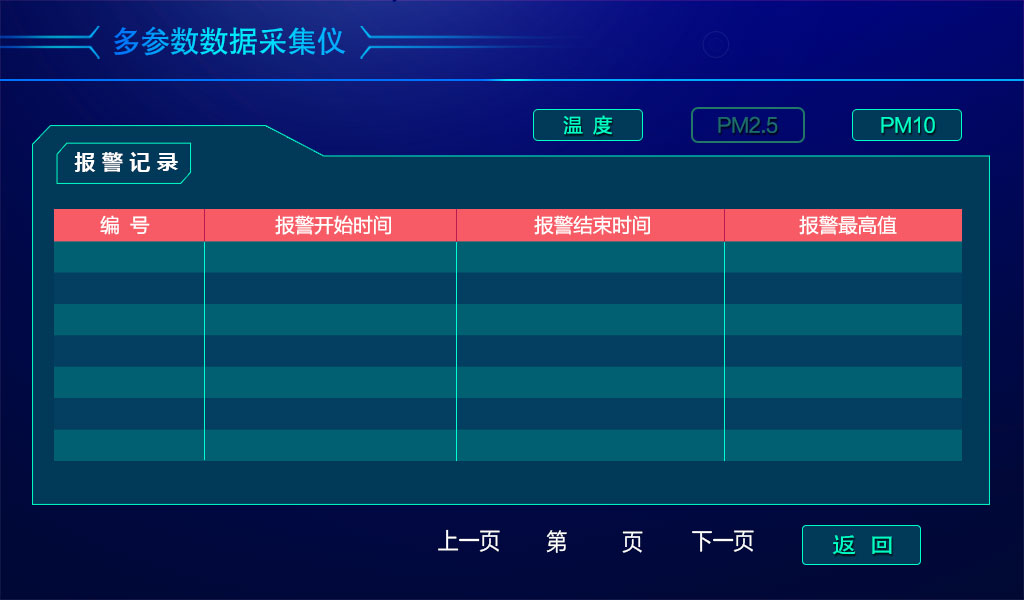 多参数数据采集仪
温 度 PM2.5 PM10
报警记录
编 号 报警开始时间 报警结束时间 报警最高值
上一页 第 页 下一页 返 回